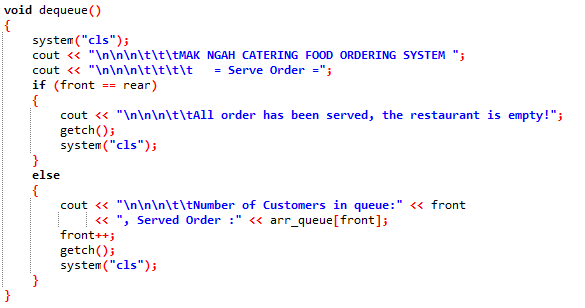 void dequeue()
{
    system("cls");
    cout << "\n\n\n\t\t\tMAK NGAH CATERING FOOD ORDERING SYSTEM ";
    cout << "\n\n\n\t\t\t\t   = Serve Order =";
    if (front == rear)
    {
        cout << "\n\n\n\t\tAll order has been served, the restaurant is empty!";
        getch();
        system("cls");
    }
    else
    {
        cout << "\n\n\n\t\tNumber of Customers in queue:" << front
             << ", Served Order :" << arr_queue[front];
        front++;
        getch();
        system("cls");
    }
}